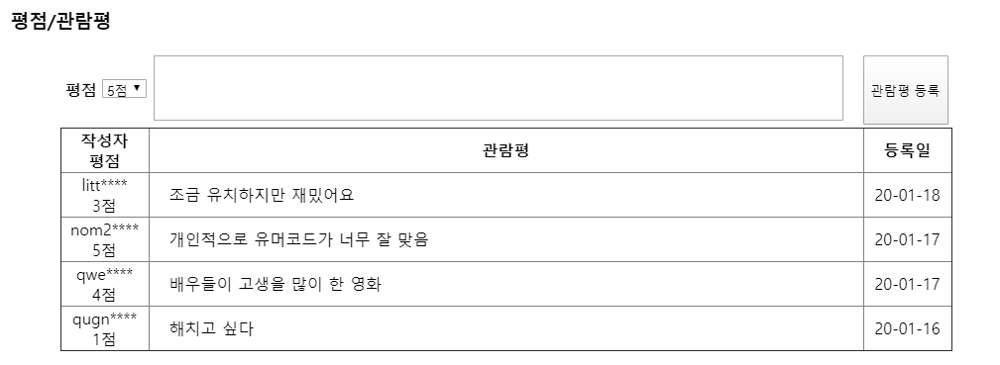 평점/관람평
평점 5점 관람평 등록
작성자
평점 관람평 등록일
litt****
3점 조금 유치하지만 재밌어요 20-01-18
nom2****
5점 개인적으로 유머코드가 너무 잘 맞음 20-01-17
qwe****
4점 배우들이 고생을 많이 한 영화 20-01-17
qugn****
1점 해치고 싶다 20-01-16